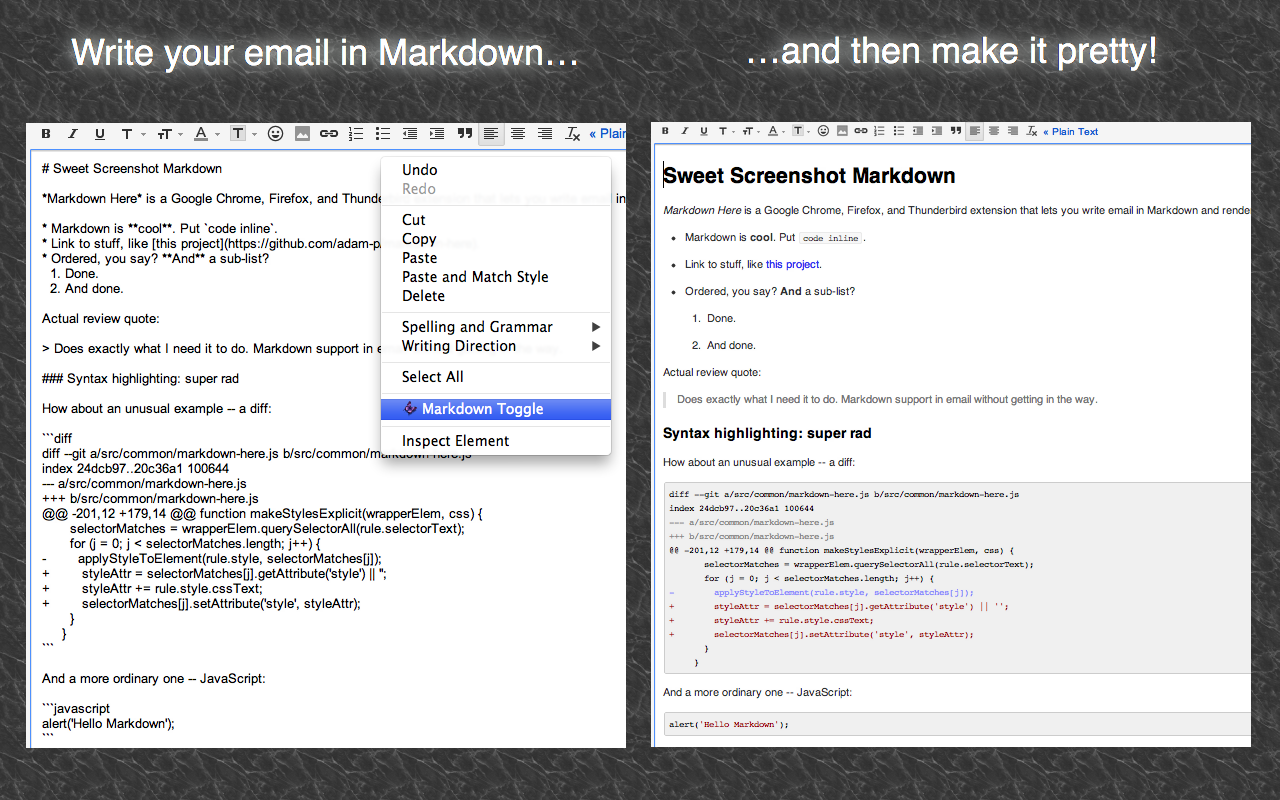 Write your email in Markdown…
…and then make it pretty!
B I U T TT A T Tx « Plain
# Sweet Screenshot Markdown
*Markdown Here* is a Google Chrome, Firefox, and
* Markdown is **cool**. Put `code inline`.
* Link to stuff, like [this project](https://github.com/adam-p
* Ordered, you say? **And** a sub-list?
1. Done.
2. And done.
Actual review quote:
> Does exactly what I need it to do. Markdown support in
### Syntax highlighting: super rad
How about an unusual example -- a diff:
```diff
diff --git a/src/common/markdown-here.js b/src/common/markdown-here.js
index 24dcb97..20c36a1 100644
--- a/src/common/markdown-here.js
+++ b/src/common/markdown-here.js
@@ -201,12 +179,14 @@ function makeStylesExplicit(wrapperElem, css) {
selectorMatches = wrapperElem.querySelectorAll(rule.selectorText);
for (j = 0; j < selectorMatches.length; j++) {
- applyStyleToElement(rule.style, selectorMatches[j]);
+ styleAttr = selectorMatches[j].getAttribute('style') || '';
+ styleAttr += rule.style.cssText;
+ selectorMatches[j].setAttribute('style', styleAttr);
}
}
```
And a more ordinary one -- JavaScript:
```javascript
alert('Hello Markdown');
```
Undo
Redo
Cut
Copy
Paste
Paste and Match Style
Delete
Spelling and Grammar
Writing Direction
Select All
Markdown Toggle
Inspect Element
B I U T TT A T Tx « Plain Text
Sweet Screenshot Markdown
Markdown Here is a Google Chrome, Firefox, and Thunderbird extension that lets you write email in Markdown and rende
• Markdown is cool. Put code inline.
• Link to stuff, like this project.
• Ordered, you say? And a sub-list?
1. Done.
2. And done.
Actual review quote:
Does exactly what I need it to do. Markdown support in email without getting in the way.
Syntax highlighting: super rad
How about an unusual example -- a diff:
diff --git a/src/common/markdown-here.js b/src/common/markdown-here.js
index 24dcb97..20c36a1 100644
--- a/src/common/markdown-here.js
+++ b/src/common/markdown-here.js
@@ -201,12 +179,14 @@ function makeStylesExplicit(wrapperElem, css) {
selectorMatches = wrapperElem.querySelectorAll(rule.selectorText);
for (j = 0; j < selectorMatches.length; j++) {
- applyStyleToElement(rule.style, selectorMatches[j]);
+ styleAttr = selectorMatches[j].getAttribute('style') || '';
+ styleAttr += rule.style.cssText;
+ selectorMatches[j].setAttribute('style', styleAttr);
}
}
And a more ordinary one -- JavaScript:
alert('Hello Markdown');